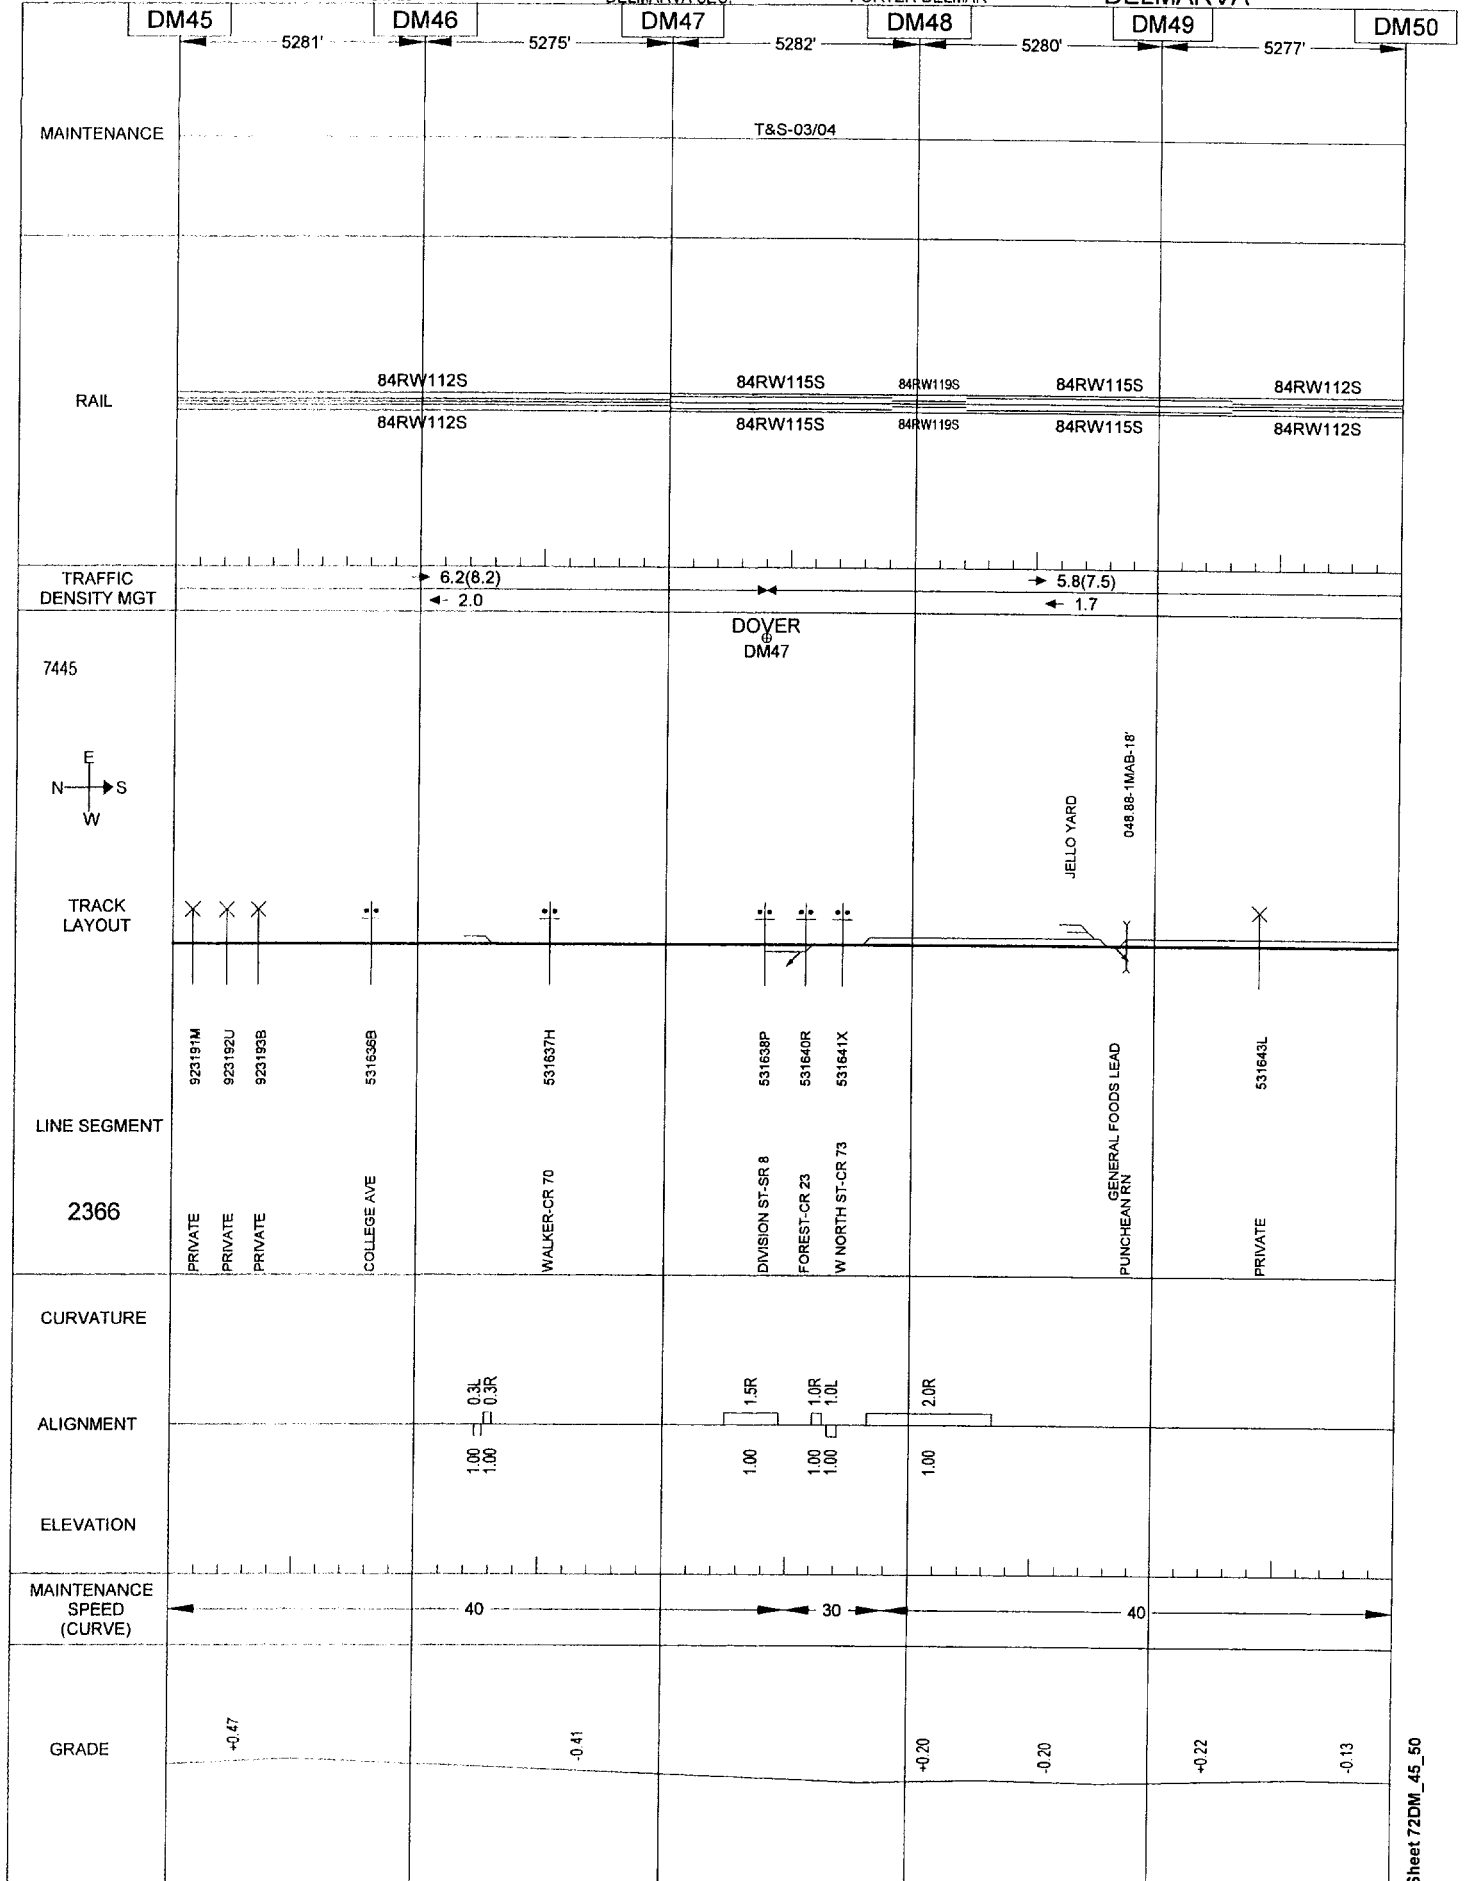 DELMARVA
DM45 DM46 DM47 DM48 DM49 DM50
5281' 5275' 5282' 5280' 5277'
MAINTENANCE
T&S-03/04
84RW112S 84RW115S 84RW119S 84RW115S 84RW112S
RAIL
84RW112S 84RW115S 84RW119S 84RW115S 84RW112S
TRAFFIC
DENSITY MGT
6.2(8.2) 5.8(7.5)
2.0 1.7
DOVER
DM47
7445
E
N S
W
JELLO YARD
048.88-1MAB-18'
TRACK
LAYOUT
923191M
923192U
923193B
531636B
531637H
531638P
531640R
531641X
531643L
LINE SEGMENT
2366
PRIVATE
PRIVATE
PRIVATE
COLLEGE AVE
WALKER-CR 70
DIVISION ST-SR 8
FOREST-CR 23
W NORTH ST-CR 73
GENERAL FOODS LEAD
PUNCHEAN RN
PRIVATE
CURVATURE
0.3L
0.3R
1.5R
1.0R
1.0L
2.0R
ALIGNMENT
1.00
1.00
1.00
1.00
1.00
1.00
ELEVATION
MAINTENANCE
SPEED
(CURVE)
40 30 40
GRADE
+0.47
-0.41
+0.20
-0.20
+0.22
-0.13
Sheet 72DM_45_50